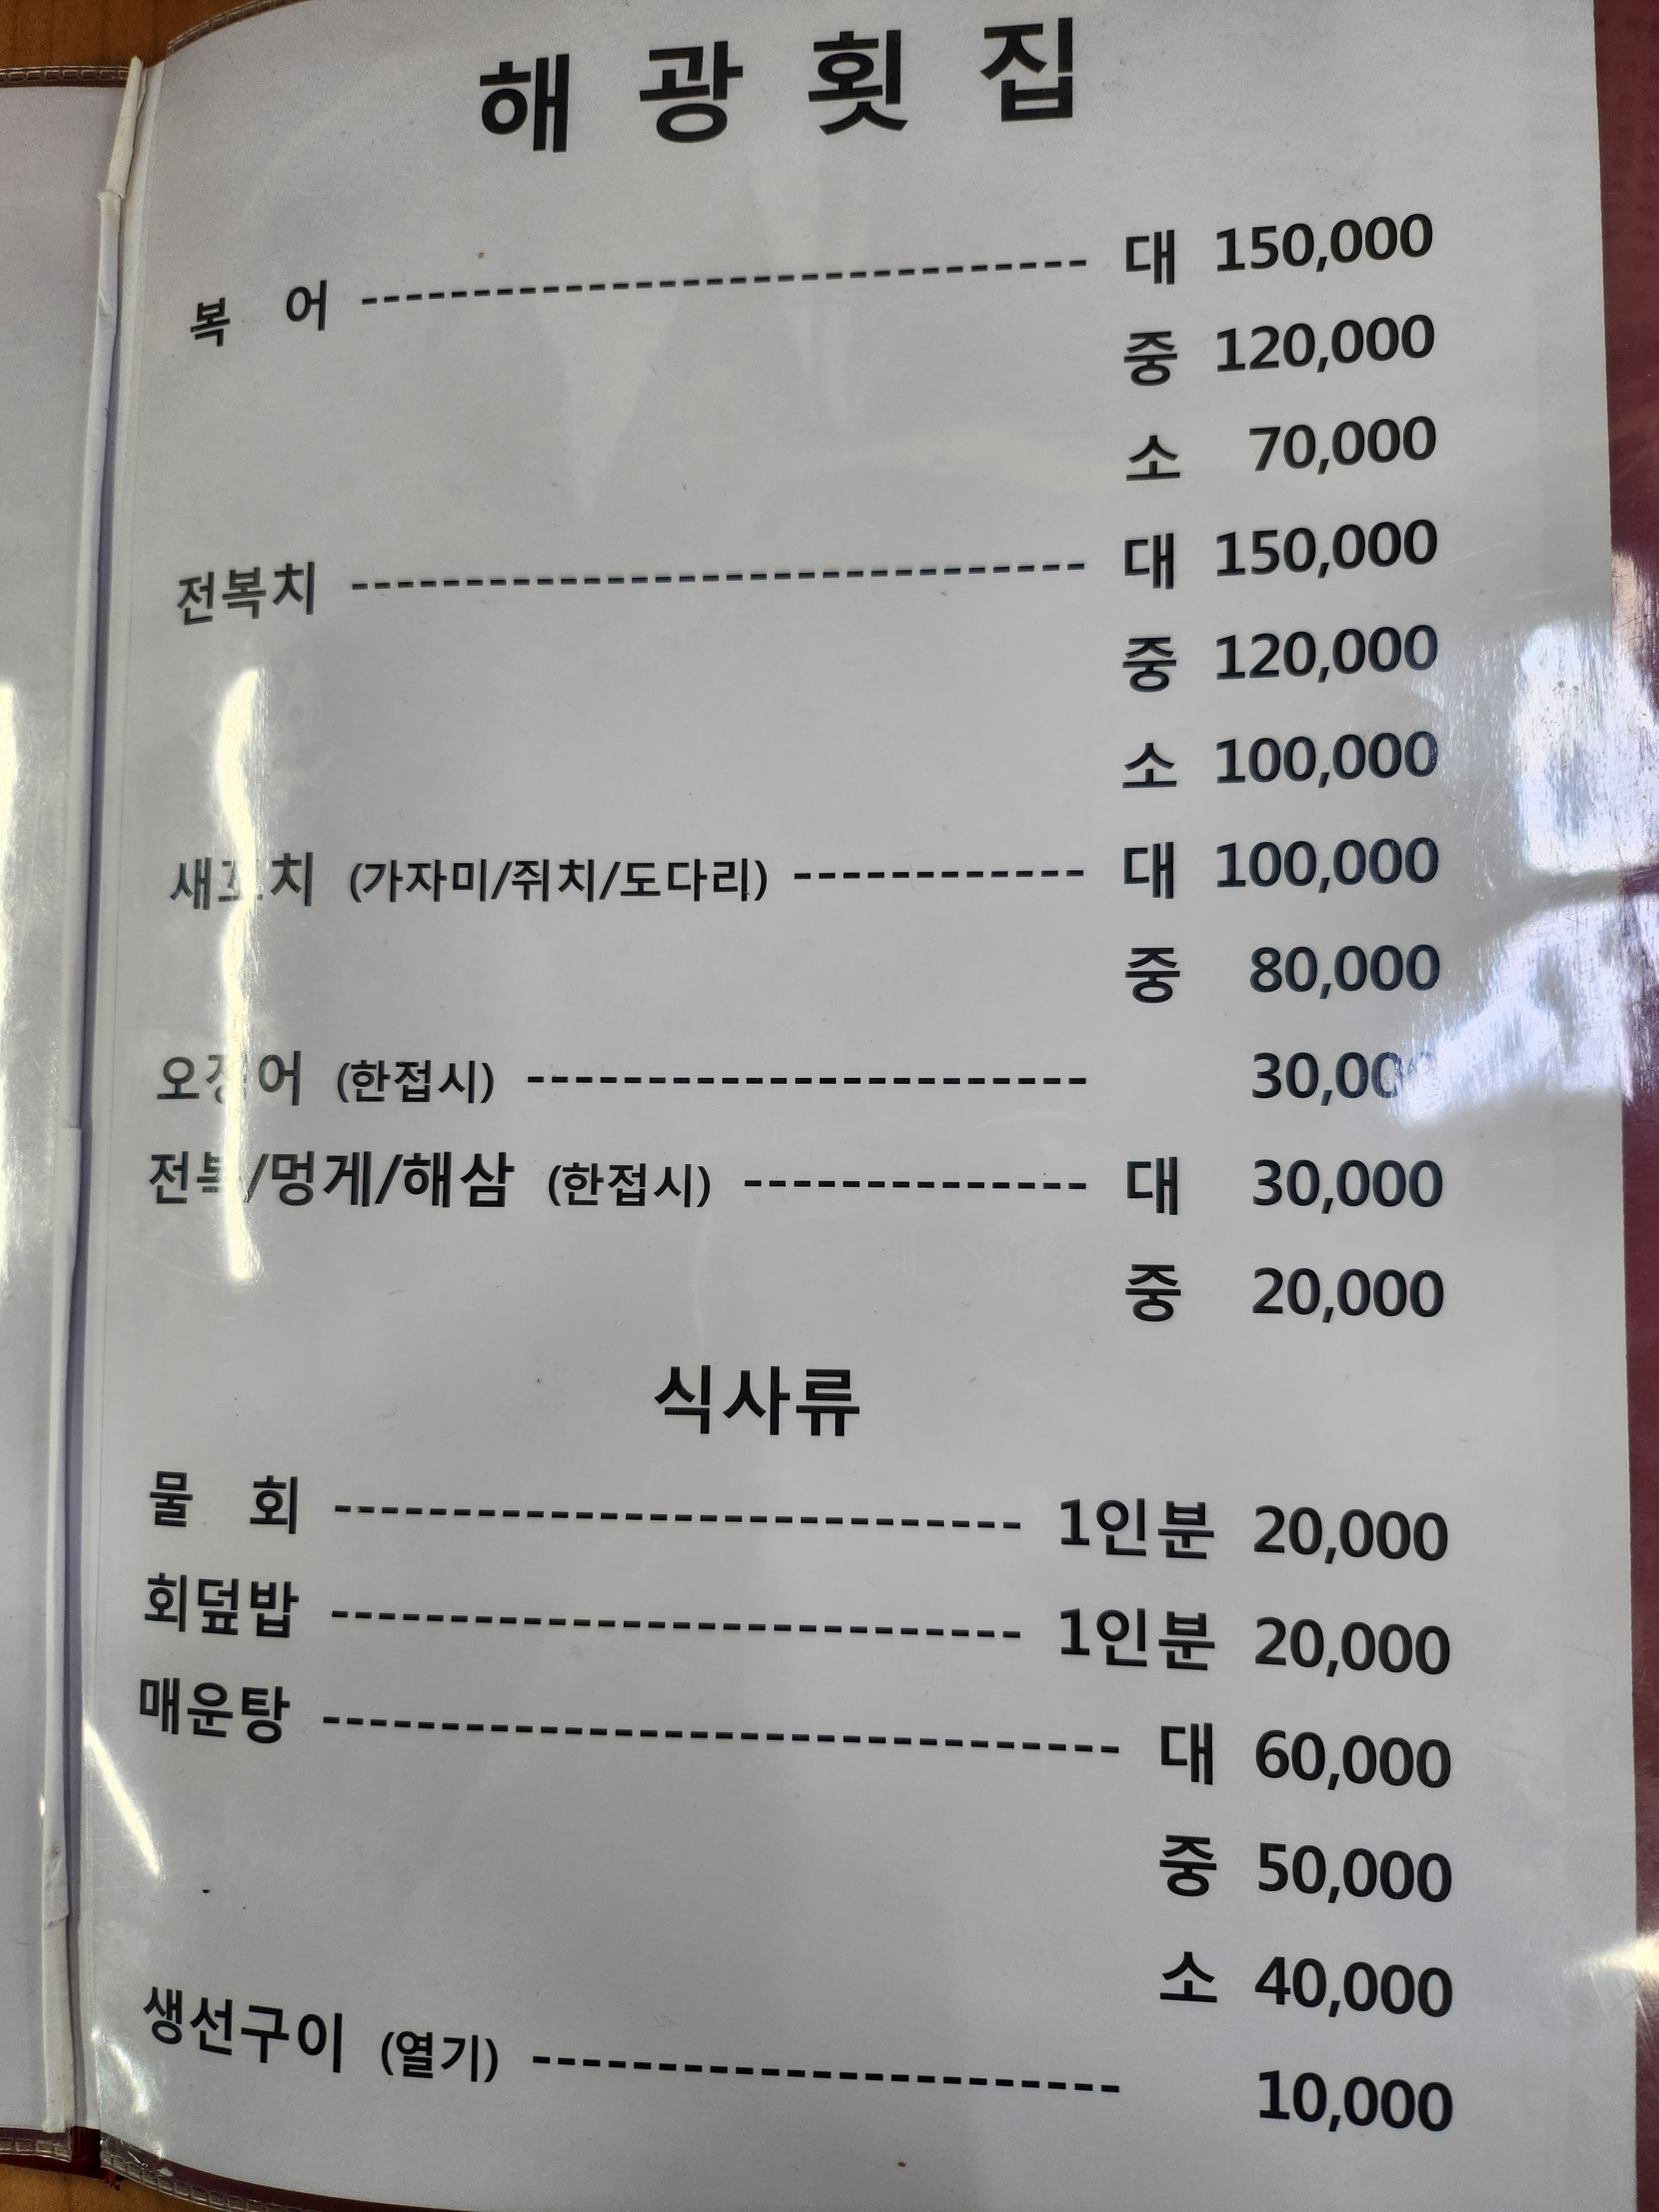 해 광 횟 집
복 어 ------------------------------- 대 150,000
중 120,000
소 70,000
전복치 ------------------------------- 대 150,000
중 120,000
소 100,000
(가자미/쥐치/도다리) ------------ 대 100,000
중 80,000
오징어 (한접시) ----------------------- 30,000
전복/멍게/해삼 (한접시) -------------- 대 30,000
중 20,000
식사류
물 회 ----------------------------- 1인분 20,000
회덮밥 ----------------------------- 1인분 20,000
매운탕 --------------------------------- 대 60,000
중 50,000
소 40,000
생선구이 (열기) ----------------------- 10,000